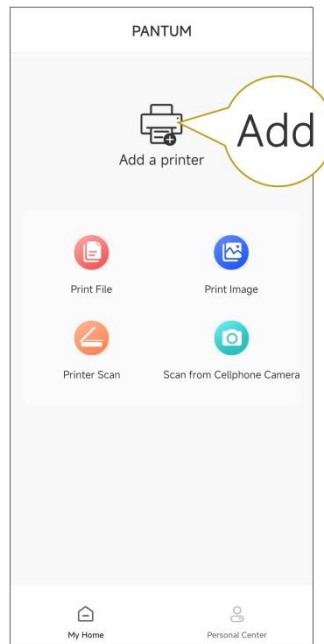 PANTUM
Add
Add a printer
Print File
Print Image
Printer Scan
Scan from Cellphone Camera
My Home
Personal Center